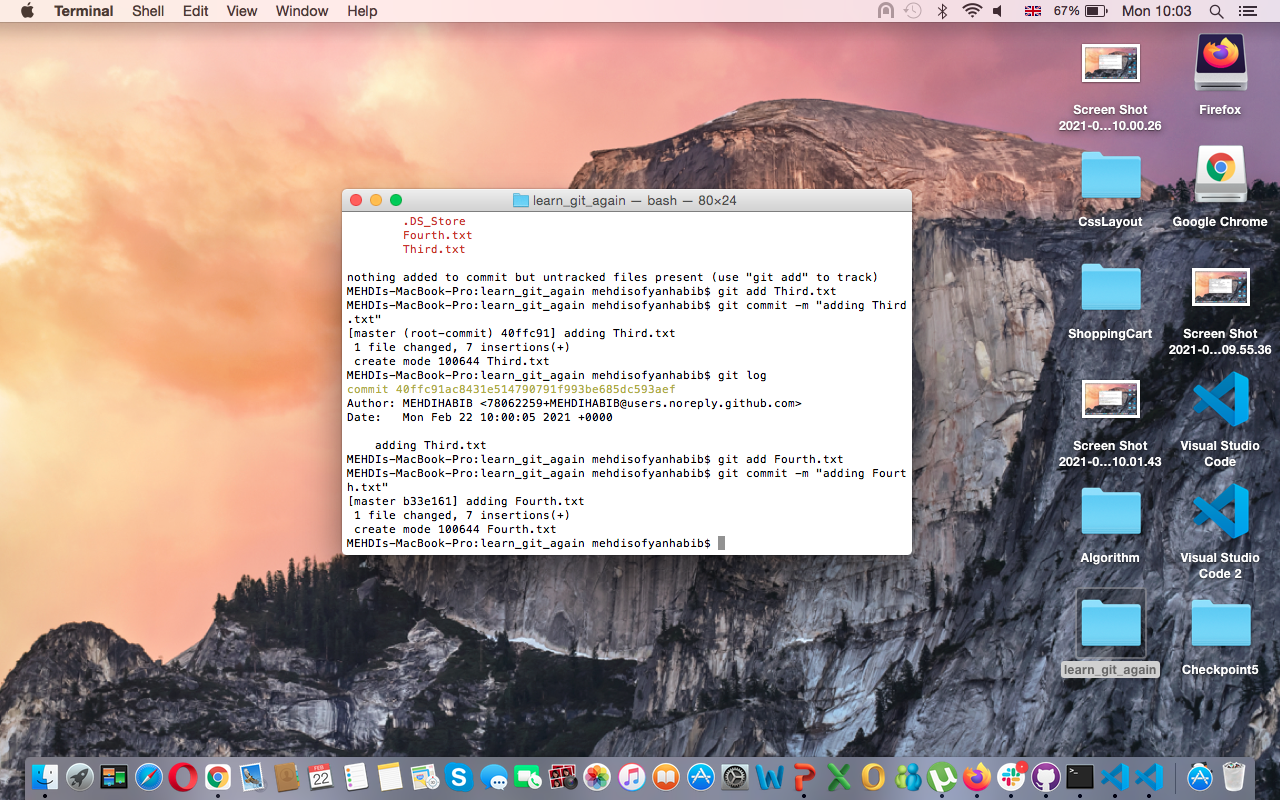 Terminal Shell Edit View Window Help 67% Mon 10:03
learn_git_again — bash — 80×24
.DS_Store
Fourth.txt
Third.txt
nothing added to commit but untracked files present (use "git add" to track)
MEHDIs-MacBook-Pro:learn_git_again mehdisofyanhabib$ git add Third.txt
MEHDIs-MacBook-Pro:learn_git_again mehdisofyanhabib$ git commit -m "adding Third
.txt"
[master (root-commit) 40ffc91] adding Third.txt
1 file changed, 7 insertions(+)
create mode 100644 Third.txt
MEHDIs-MacBook-Pro:learn_git_again mehdisofyanhabib$ git log
commit 40ffc91ac8431e514790791f993be685dc593aef
Author: MEHDIHABIB <78062259+MEHDIHABIB@users.noreply.github.com>
Date:   Mon Feb 22 10:00:05 2021 +0000
adding Third.txt
MEHDIs-MacBook-Pro:learn_git_again mehdisofyanhabib$ git add Fourth.txt
MEHDIs-MacBook-Pro:learn_git_again mehdisofyanhabib$ git commit -m "adding Fourt
h.txt"
[master b33e161] adding Fourth.txt
1 file changed, 7 insertions(+)
create mode 100644 Fourth.txt
MEHDIs-MacBook-Pro:learn_git_again mehdisofyanhabib$
Screen Shot
2021-0...10.00.26
Firefox
CssLayout
Google Chrome
ShoppingCart
Screen Shot
2021-0...09.55.36
Screen Shot
2021-0...10.01.43
Visual Studio
Code
Algorithm
Visual Studio
Code 2
learn_git_again
Checkpoint5
FEB
22